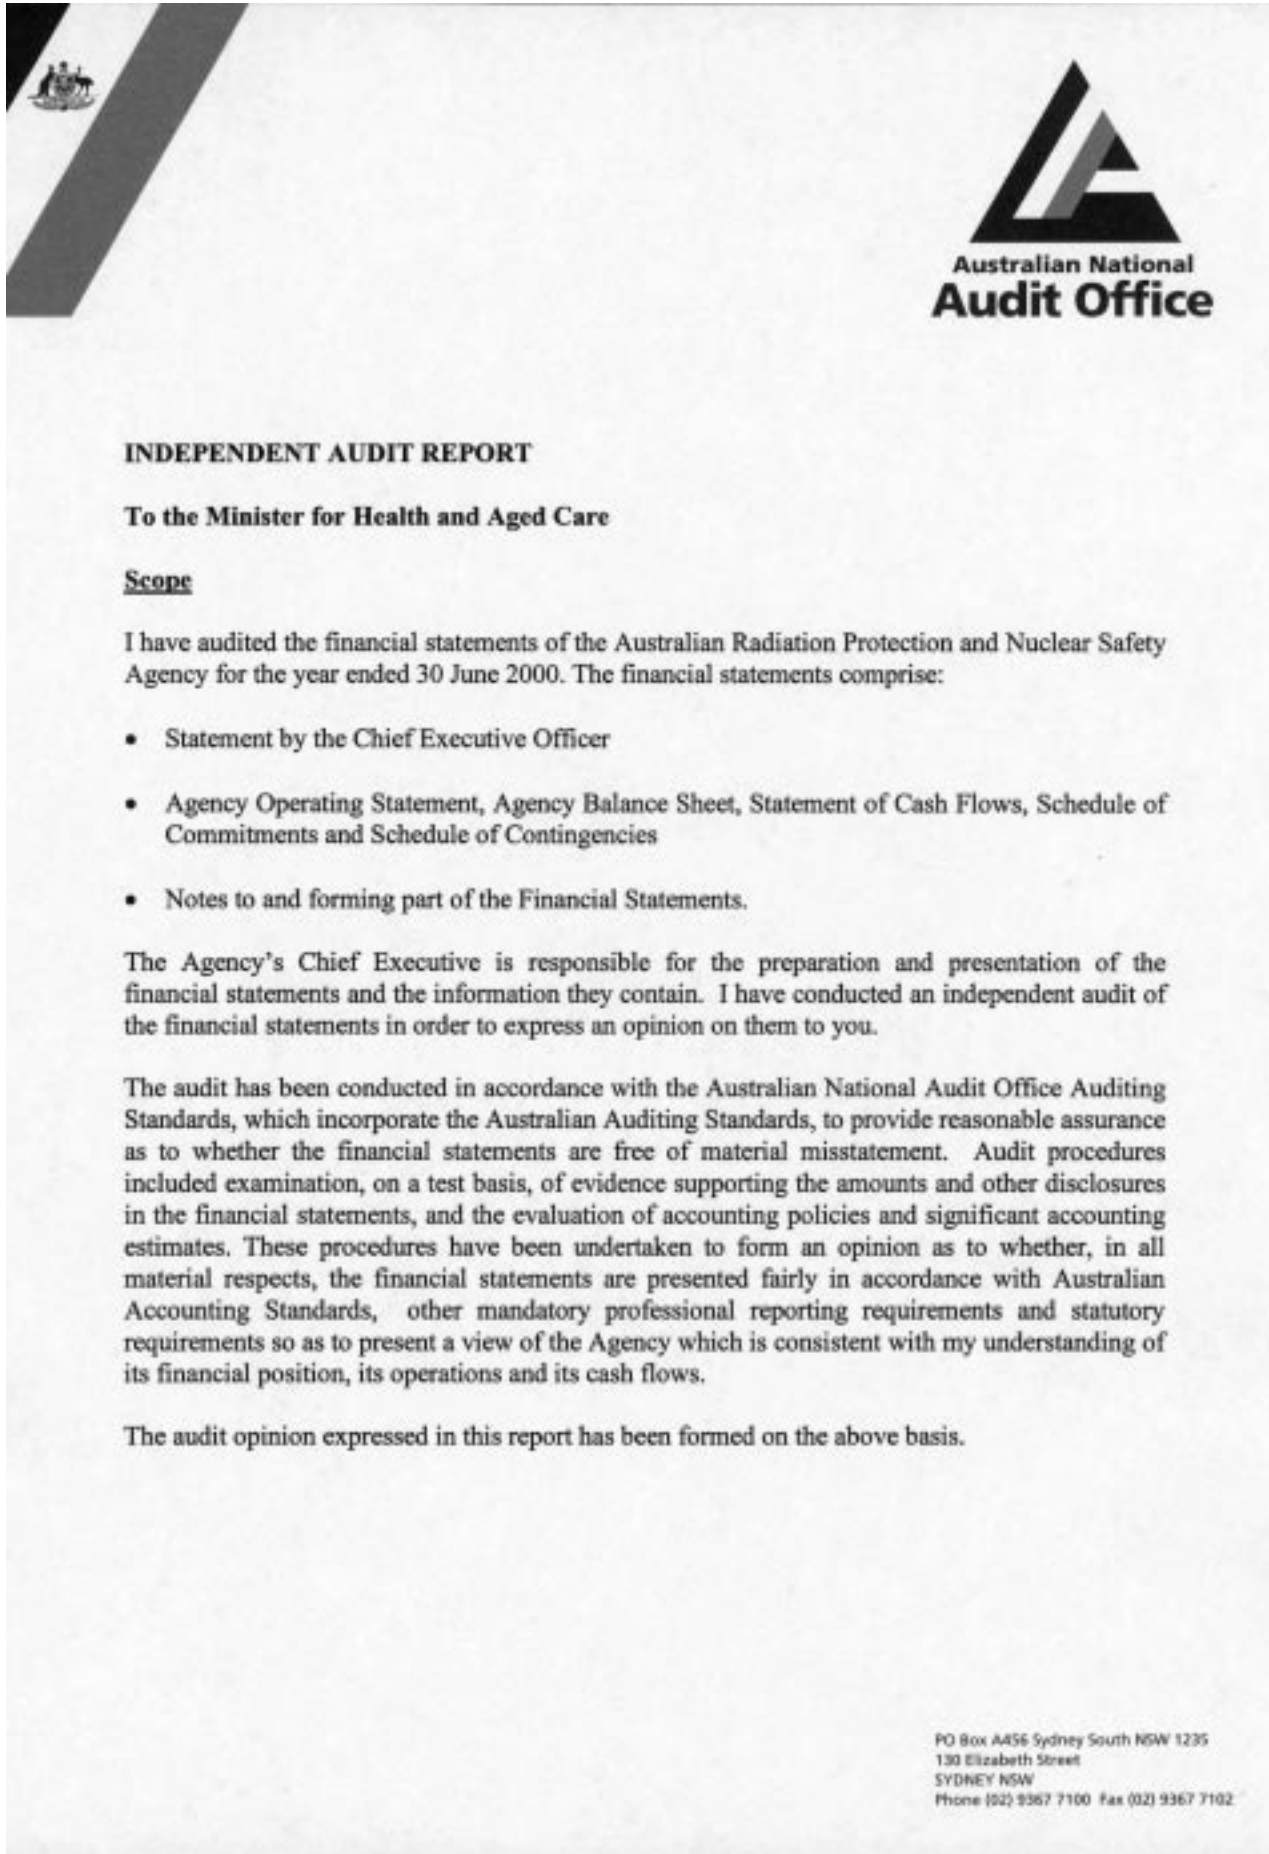 Australian National
Audit Office
INDEPENDENT AUDIT REPORT
To the Minister for Health and Aged Care
Scope
I have audited the financial statements of the Australian Radiation Protection and Nuclear Safety
Agency for the year ended 30 June 2000. The financial statements comprise:
• Statement by the Chief Executive Officer
• Agency Operating Statement, Agency Balance Sheet, Statement of Cash Flows, Schedule of
Commitments and Schedule of Contingencies
• Notes to and forming part of the Financial Statements.
The Agency's Chief Executive is responsible for the preparation and presentation of the
financial statements and the information they contain. I have conducted an independent audit of
the financial statements in order to express an opinion on them to you.
The audit has been conducted in accordance with the Australian National Audit Office Auditing
Standards, which incorporate the Australian Auditing Standards, to provide reasonable assurance
as to whether the financial statements are free of material misstatement. Audit procedures
included examination, on a test basis, of evidence supporting the amounts and other disclosures
in the financial statements, and the evaluation of accounting policies and significant accounting
estimates. These procedures have been undertaken to form an opinion as to whether, in all
material respects, the financial statements are presented fairly in accordance with Australian
Accounting Standards, other mandatory professional reporting requirements and statutory
requirements so as to present a view of the Agency which is consistent with my understanding of
its financial position, its operations and its cash flows.
The audit opinion expressed in this report has been formed on the above basis.
PO Box A456 Sydney South NSW 1235
130 Elizabeth Street
SYDNEY NSW
Phone (02) 9367 7100 Fax (02) 9367 7102